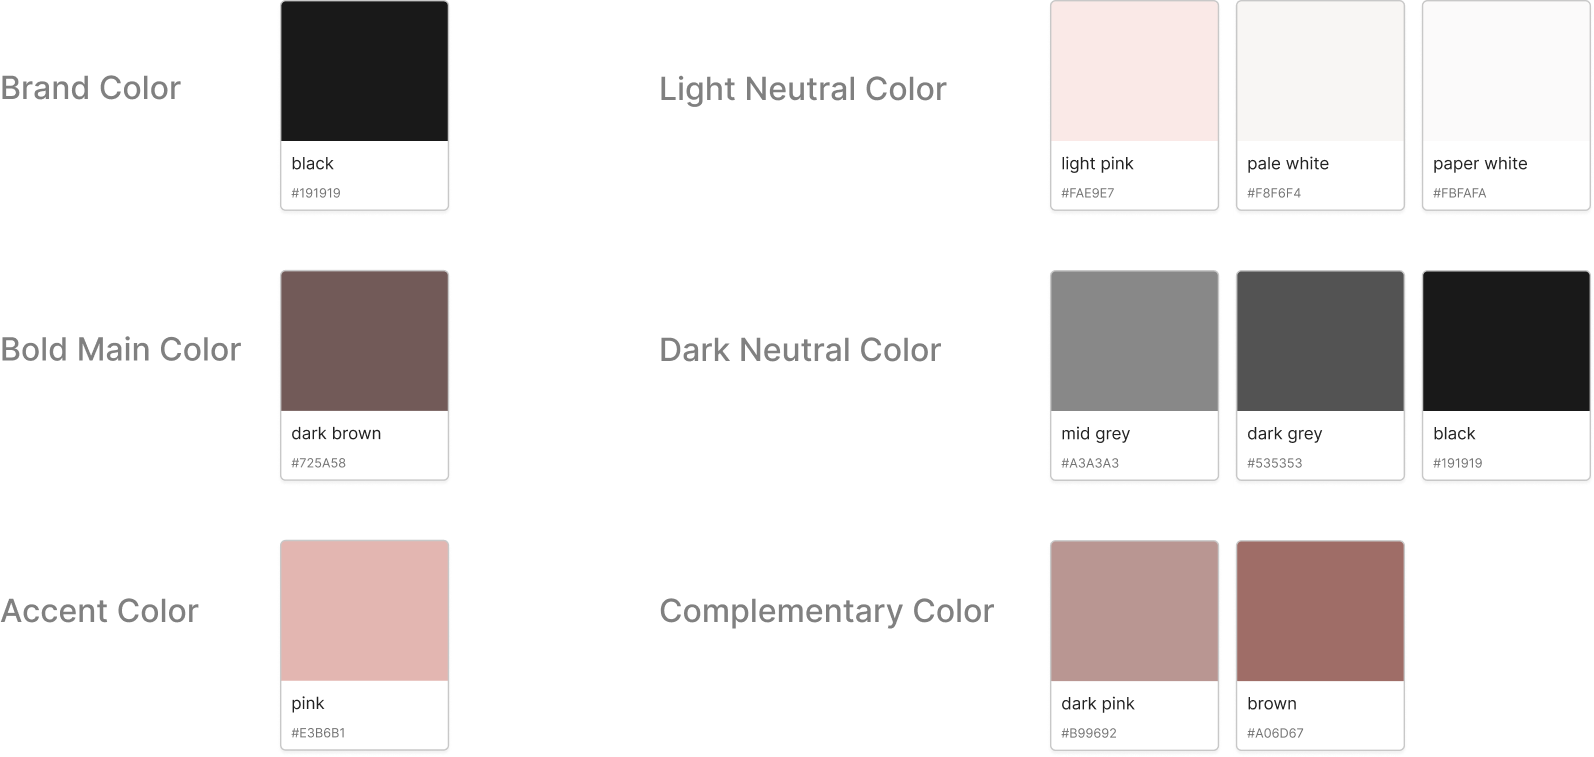 Brand Color
black
#191919
Light Neutral Color
light pink
#FAE9E7
pale white
#F8F6F4
paper white
#FBFAFA
Bold Main Color
dark brown
#725A58
Dark Neutral Color
mid grey
#A3A3A3
dark grey
#535353
black
#191919
Accent Color
pink
#E3B6B1
Complementary Color
dark pink
#B99692
brown
#A06D67